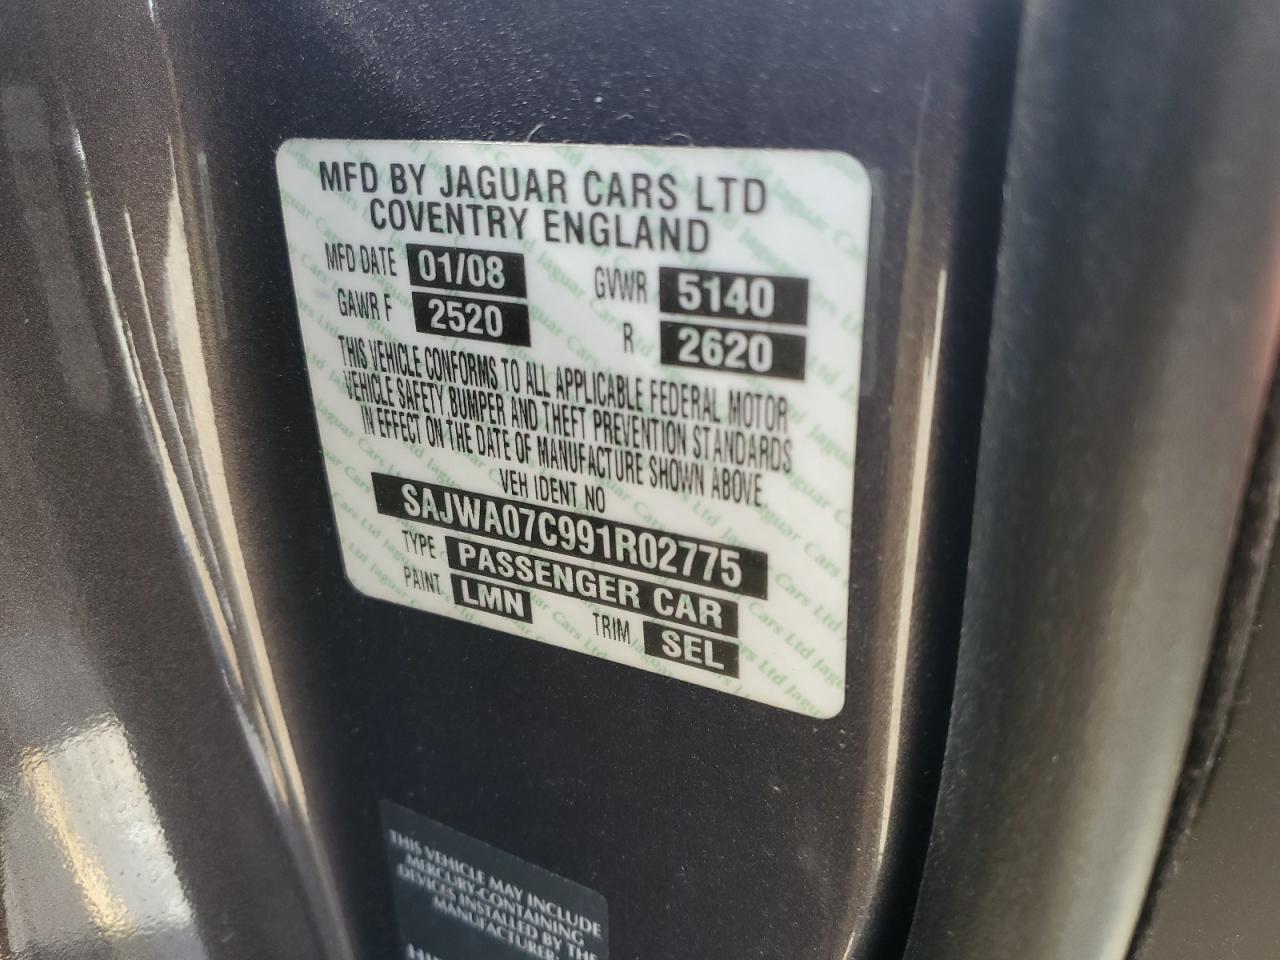 MFD BY JAGUAR CARS LTD
COVENTRY ENGLAND
MFD DATE 01/08 GVWR 5140
GAWR F 2520 R 2620
THIS VEHICLE CONFORMS TO ALL APPLICABLE FEDERAL MOTOR
VEHICLE SAFETY, BUMPER AND THEFT PREVENTION STANDARDS
IN EFFECT ON THE DATE OF MANUFACTURE SHOWN ABOVE.
VEH IDENT NO
SAJWA07C991R02775
TYPE PASSENGER CAR
PAINT LMN TRIM SEL
THIS VEHICLE MAY INCLUDE
MERCURY-CONTAINING
DEVICES INSTALLED BY THE
MANUFACTURER: